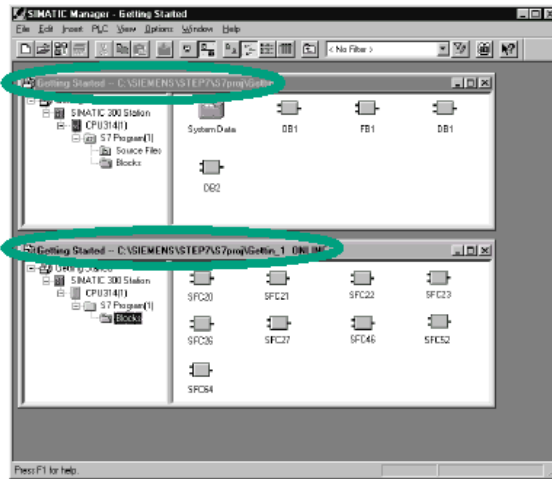 SIMATIC Manager - Getting Started
File Edit Insert PLC View Options Window Help
< No Filter >
Getting Started -- C:\SIEMENS\STEP7\S7proj\Gettin
SIMATIC 300 Station
CPU314(1)
S7 Program(1)
Source Files
Blocks
System Data DB1 FB1 DB1
DB2
Getting Started -- C:\SIEMENS\STEP7\S7proj\Gettin_1 ONLINE
Getting Started
SIMATIC 300 Station
CPU314(1)
S7 Program(1)
Blocks
SFC20 SFC21 SFC22 SFC23
SFC26 SFC27 SFC46 SFC52
SFC64
Press F1 for help.